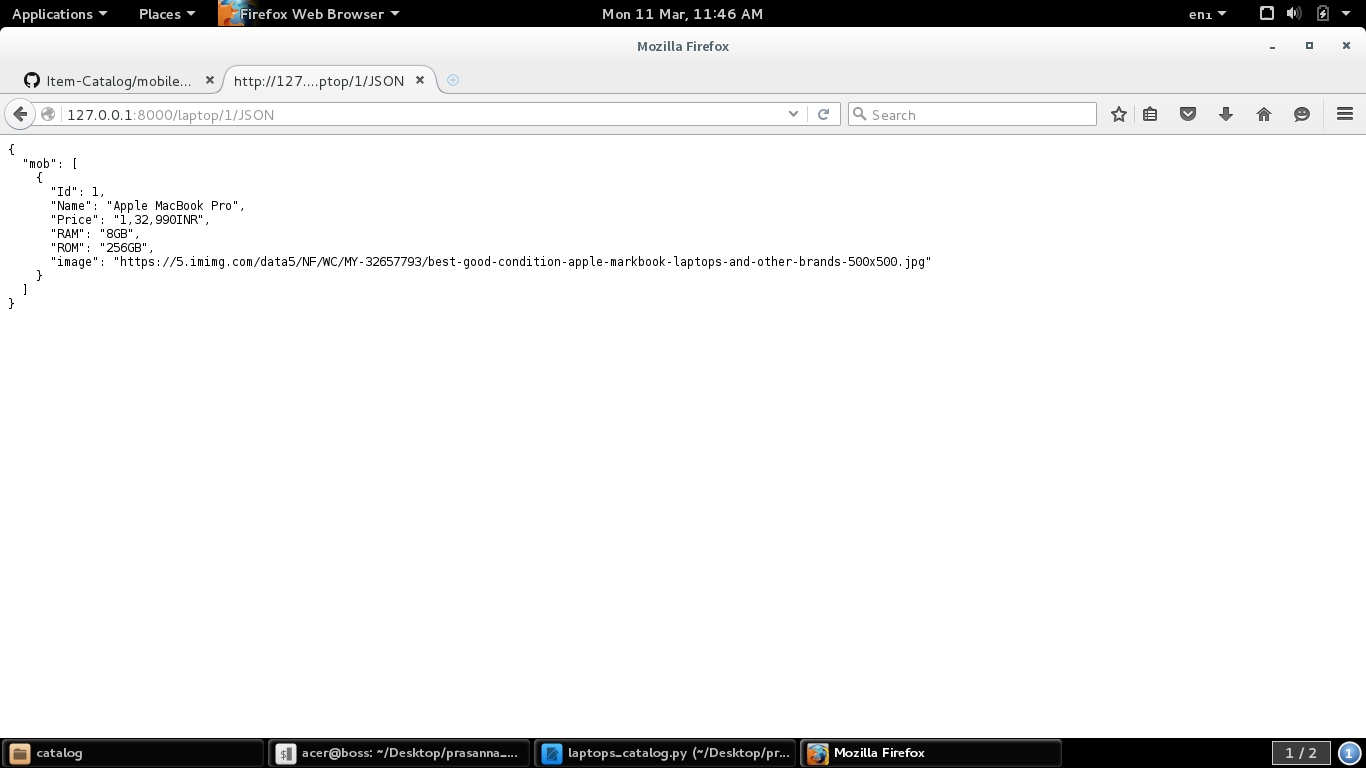 Applications Places Firefox Web Browser Mon 11 Mar, 11:46 AM en₁
Mozilla Firefox
Item-Catalog/mobile... http://127....ptop/1/JSON
127.0.0.1:8000/laptop/1/JSON Search
{
"mob": [
{
"Id": 1,
"Name": "Apple MacBook Pro",
"Price": "1,32,990INR",
"RAM": "8GB",
"ROM": "256GB",
"image": "https://5.imimg.com/data5/NF/WC/MY-32657793/best-good-condition-apple-markbook-laptops-and-other-brands-500x500.jpg"
}
]
}
catalog acer@boss: ~/Desktop/prasanna_... laptops_catalog.py (~/Desktop/pr... Mozilla Firefox 1 / 2 1